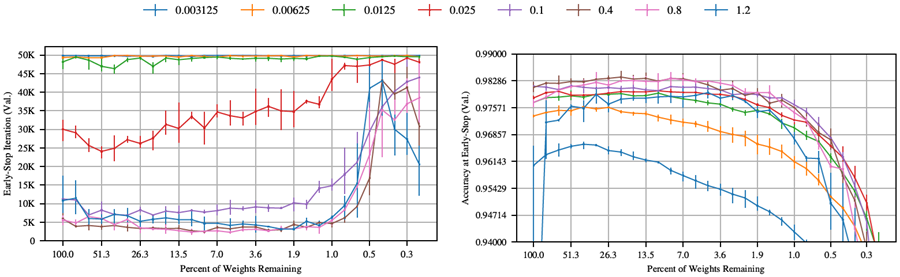 0.003125 0.00625 0.0125 0.025 0.1 0.4 0.8 1.2
Early-Stop Iteration (Val.)
50K
45K
40K
35K
30K
25K
20K
15K
10K
5K
0
100.0 51.3 26.3 13.5 7.0 3.6 1.9 1.0 0.5 0.3
Percent of Weights Remaining
Accuracy at Early-Stop (Val.)
0.99000
0.98286
0.97571
0.96857
0.96143
0.95429
0.94714
0.94000
100.0 51.3 26.3 13.5 7.0 3.6 1.9 1.0 0.5 0.3
Percent of Weights Remaining